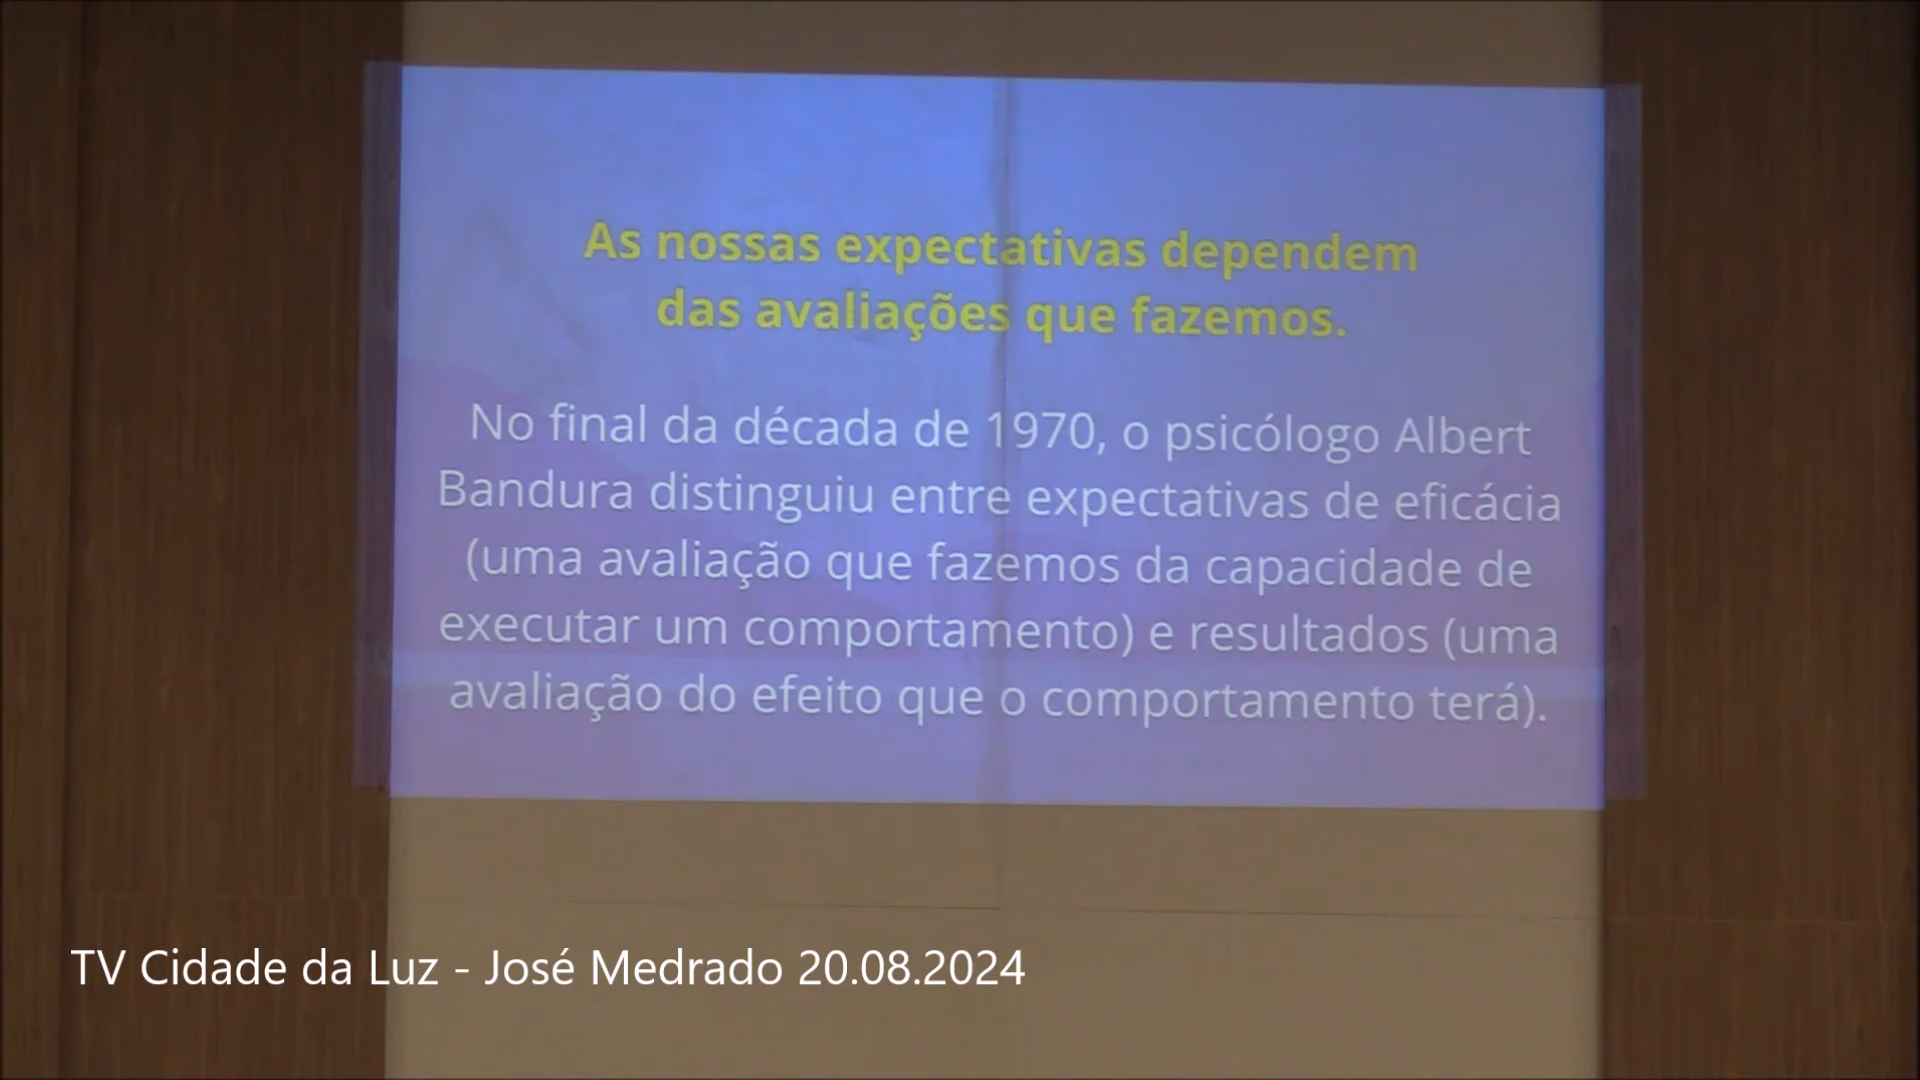 As nossas expectativas dependem
das avaliações que fazemos.
No final da década de 1970, o psicólogo Albert
Bandura distinguiu entre expectativas de eficácia
(uma avaliação que fazemos da capacidade de
executar um comportamento) e resultados (uma
avaliação do efeito que o comportamento terá).
TV Cidade da Luz - José Medrado 20.08.2024